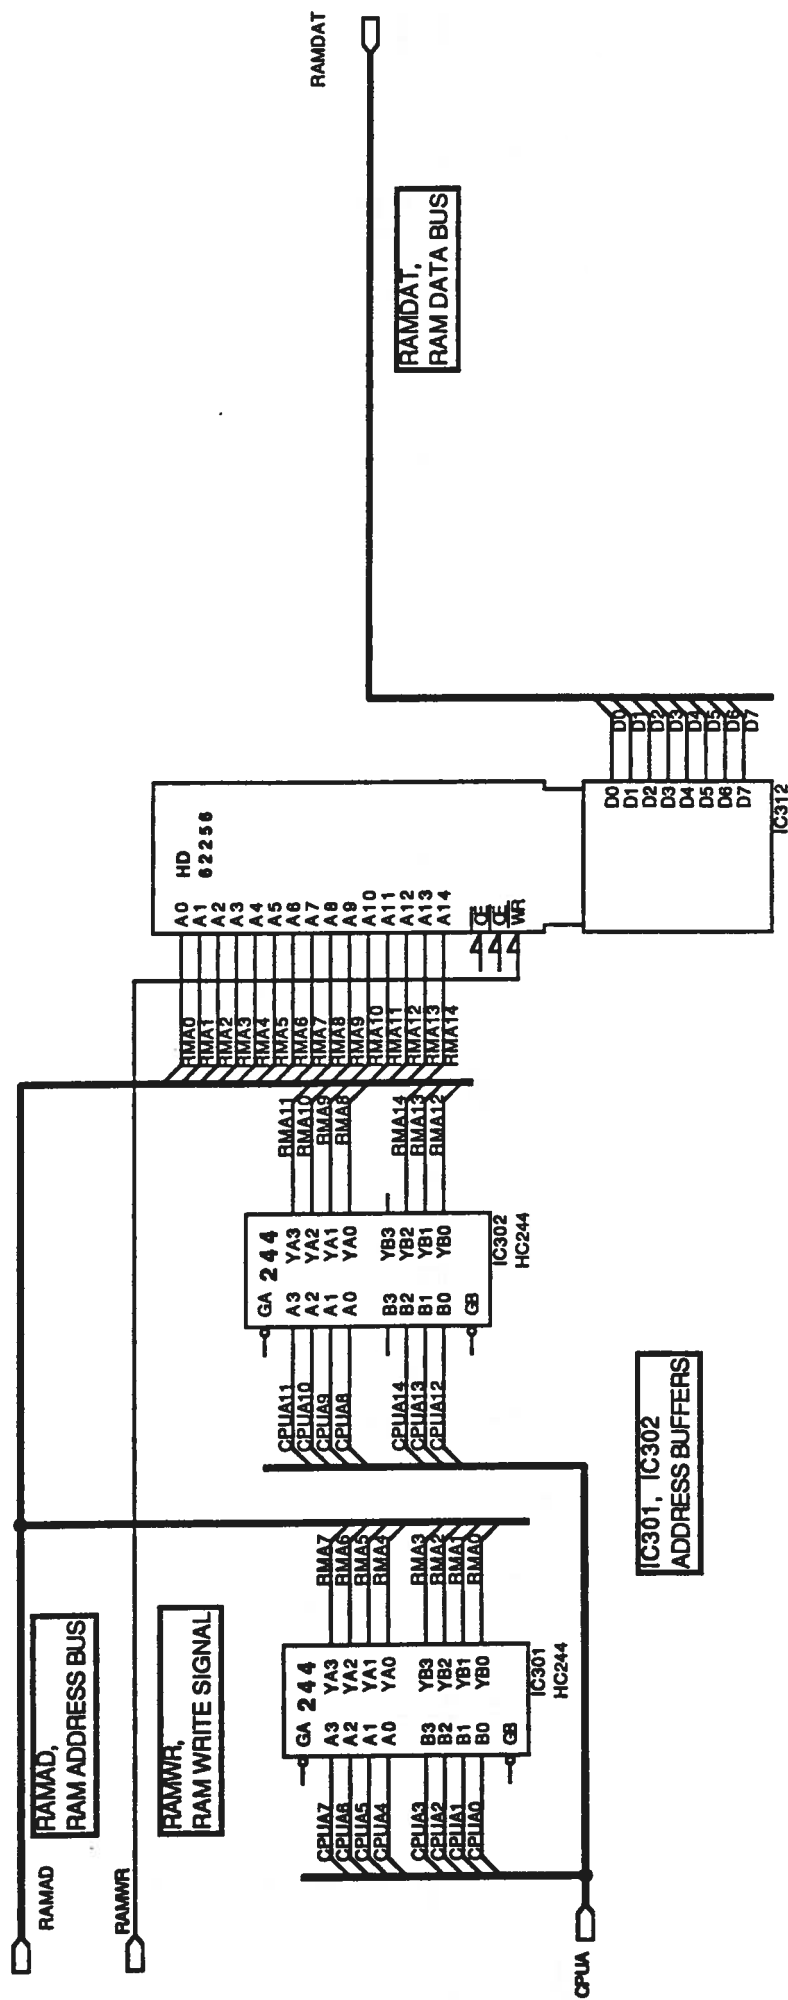 RAMAD
RAMAD,
RAM ADDRESS BUS
RAMWR
RAMWR,
RAM WRITE SIGNAL
CPUA7
CPUA6
CPUA5
CPUA4
CPUA3
CPUA2
CPUA1
CPUA0
GA 244
A3 YA3
A2 YA2
A1 YA1
A0 YA0
B3 YB3
B2 YB2
B1 YB1
B0 YB0
GB
IC301
HC244
RMA7
RMA6
RMA5
RMA4
RMA3
RMA2
RMA1
RMA0
CPUA
CPUA11
CPUA10
CPUA9
CPUA8
CPUA14
CPUA13
CPUA12
GA 244
A3 YA3
A2 YA2
A1 YA1
A0 YA0
B3 YB3
B2 YB2
B1 YB1
B0 YB0
GB
IC302
HC244
RMA11
RMA10
RMA9
RMA8
RMA14
RMA13
RMA12
IC301, IC302
ADDRESS BUFFERS
RMA0
RMA1
RMA2
RMA3
RMA4
RMA5
RMA6
RMA7
RMA8
RMA9
RMA10
RMA11
RMA12
RMA13
RMA14
HD
62256
A0
A1
A2
A3
A4
A5
A6
A7
A8
A9
A10
A11
A12
A13
A14
WR
D0
D1
D2
D3
D4
D5
D6
D7
IC312
D0
D1
D2
D3
D4
D5
D6
D7
RAMDAT,
RAM DATA BUS
RAMDAT